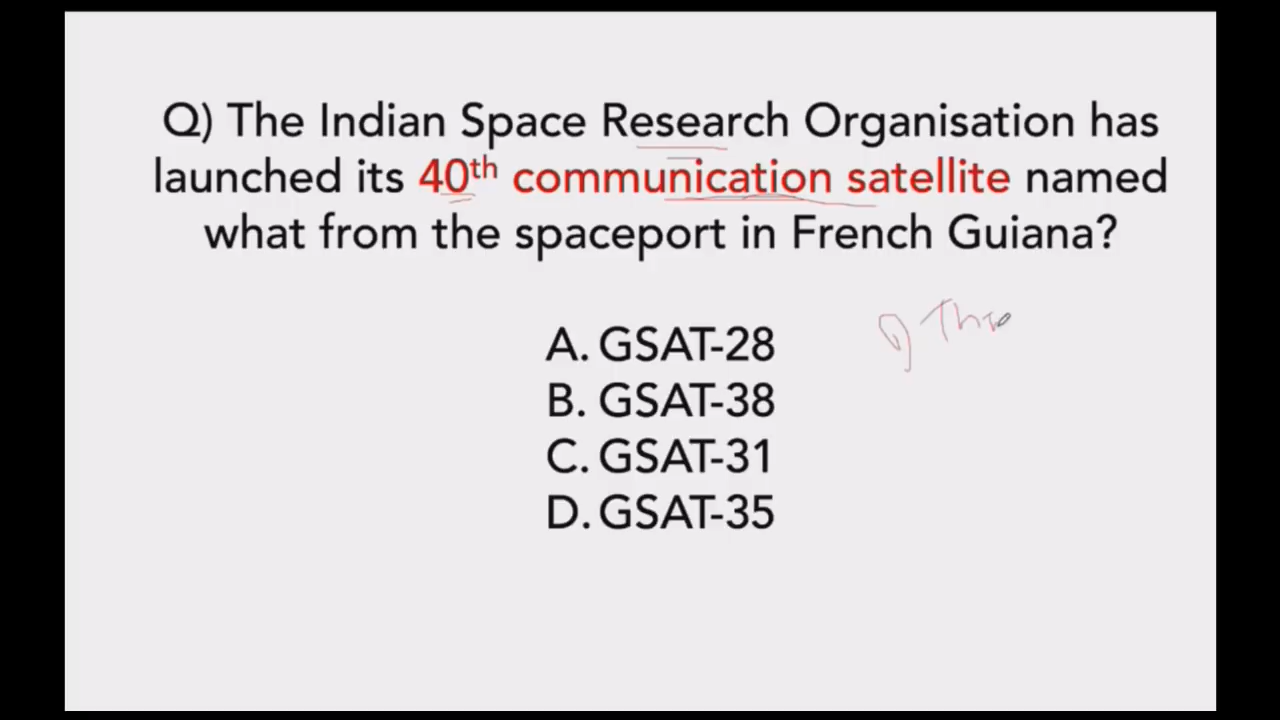 Q) The Indian Space Research Organisation has
launched its 40th communication satellite named
what from the spaceport in French Guiana?
A. GSAT-28
B. GSAT-38
C. GSAT-31
D. GSAT-35